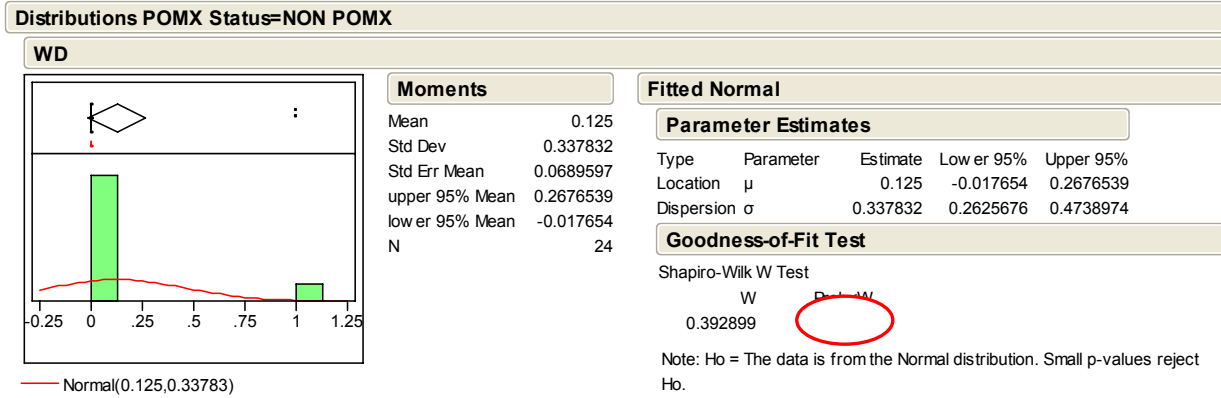 Distributions POMX Status=NON POMX
WD
-0.25 0 .25 .5 .75 1 1.25
Normal(0.125,0.33783)
Moments
Mean 0.125
Std Dev 0.337832
Std Err Mean 0.0689597
upper 95% Mean 0.2676539
lower 95% Mean -0.017654
N 24
Fitted Normal
Parameter Estimates
Type Parameter Estimate Lower 95% Upper 95%
Location μ 0.125 -0.017654 0.2676539
Dispersion σ 0.337832 0.2625676 0.4738974
Goodness-of-Fit Test
Shapiro-Wilk W Test
W
0.392899
Note: Ho = The data is from the Normal distribution. Small p-values reject
Ho.